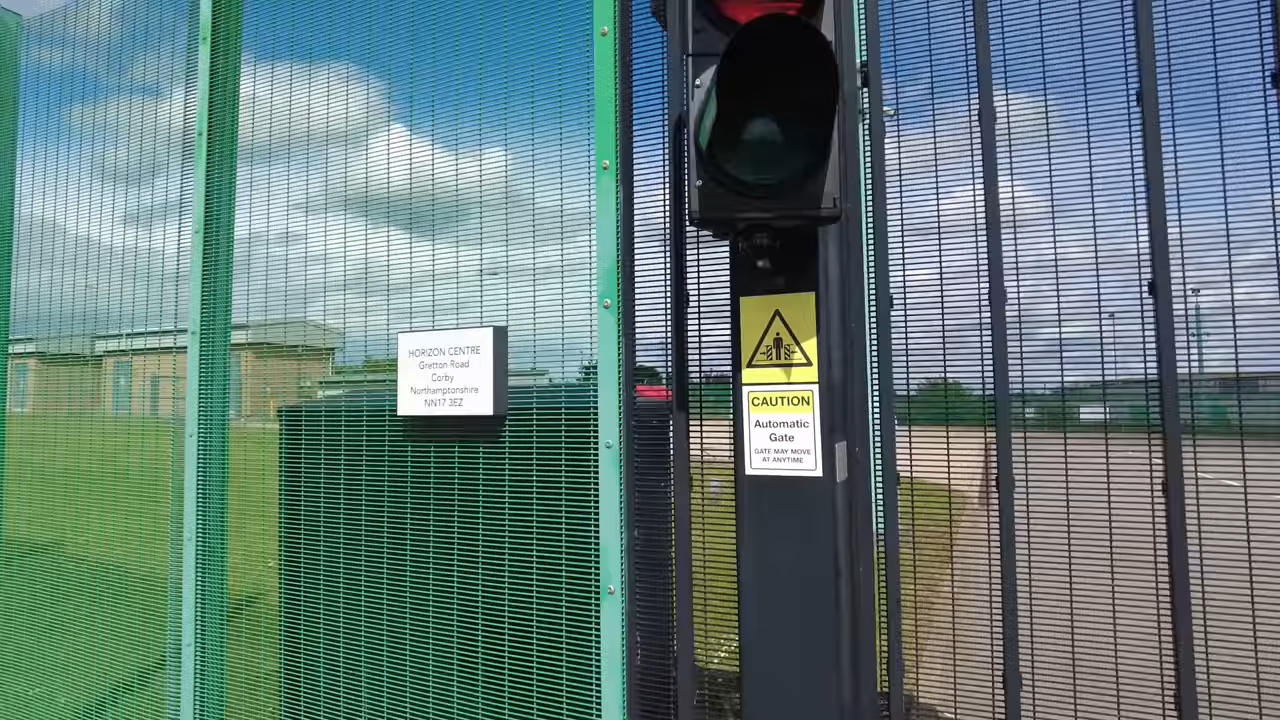 HORIZON CENTRE
Gretton Road
Corby
Northamptonshire
NN17 3EZ
CAUTION
Automatic
Gate
GATE MAY MOVE
AT ANYTIME